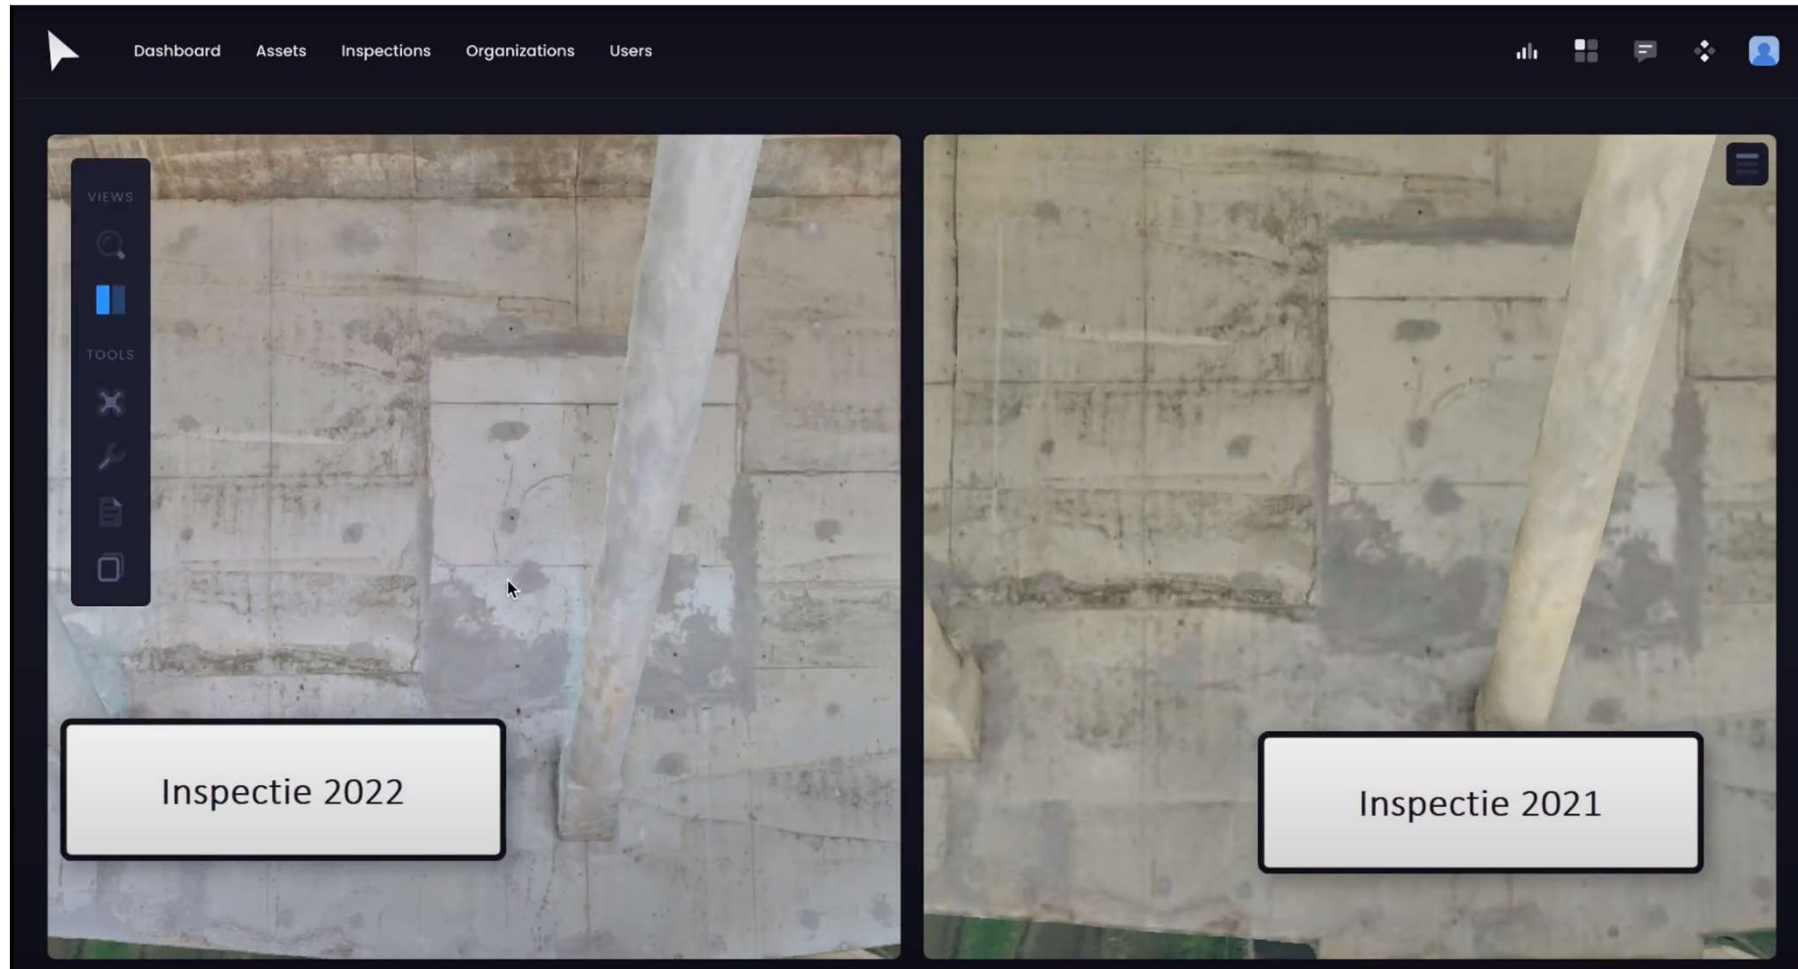 Dashboard Assets Inspections Organizations Users
VIEWS
TOOLS
Inspectie 2022
Inspectie 2021